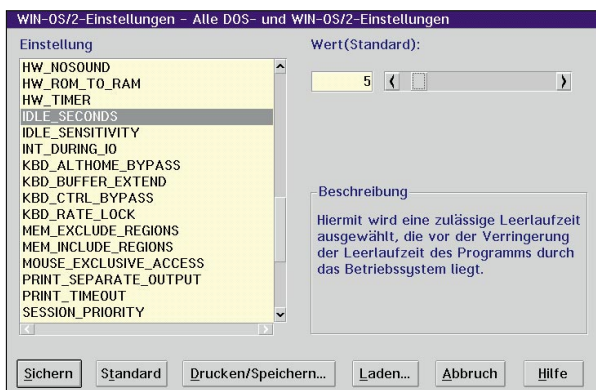 WIN-OS/2-Einstellungen - Alle DOS- und WIN-OS/2-Einstellungen
Einstellung
HW_NOSOUND
HW_ROM_TO_RAM
HW_TIMER
IDLE_SECONDS
IDLE_SENSITIVITY
INT_DURING_IO
KBD_ALTHOME_BYPASS
KBD_BUFFER_EXTEND
KBD_CTRL_BYPASS
KBD_RATE_LOCK
MEM_EXCLUDE_REGIONS
MEM_INCLUDE_REGIONS
MOUSE_EXCLUSIVE_ACCESS
PRINT_SEPARATE_OUTPUT
PRINT_TIMEOUT
SESSION_PRIORITY
Wert(Standard):
5
Beschreibung
Hiermit wird eine zulässige Leerlaufzeit
ausgewählt, die vor der Verringerung
der Leerlaufzeit des Programms durch
das Betriebssystem liegt.
Sichern Standard Drucken/Speichern... Laden... Abbruch Hilfe